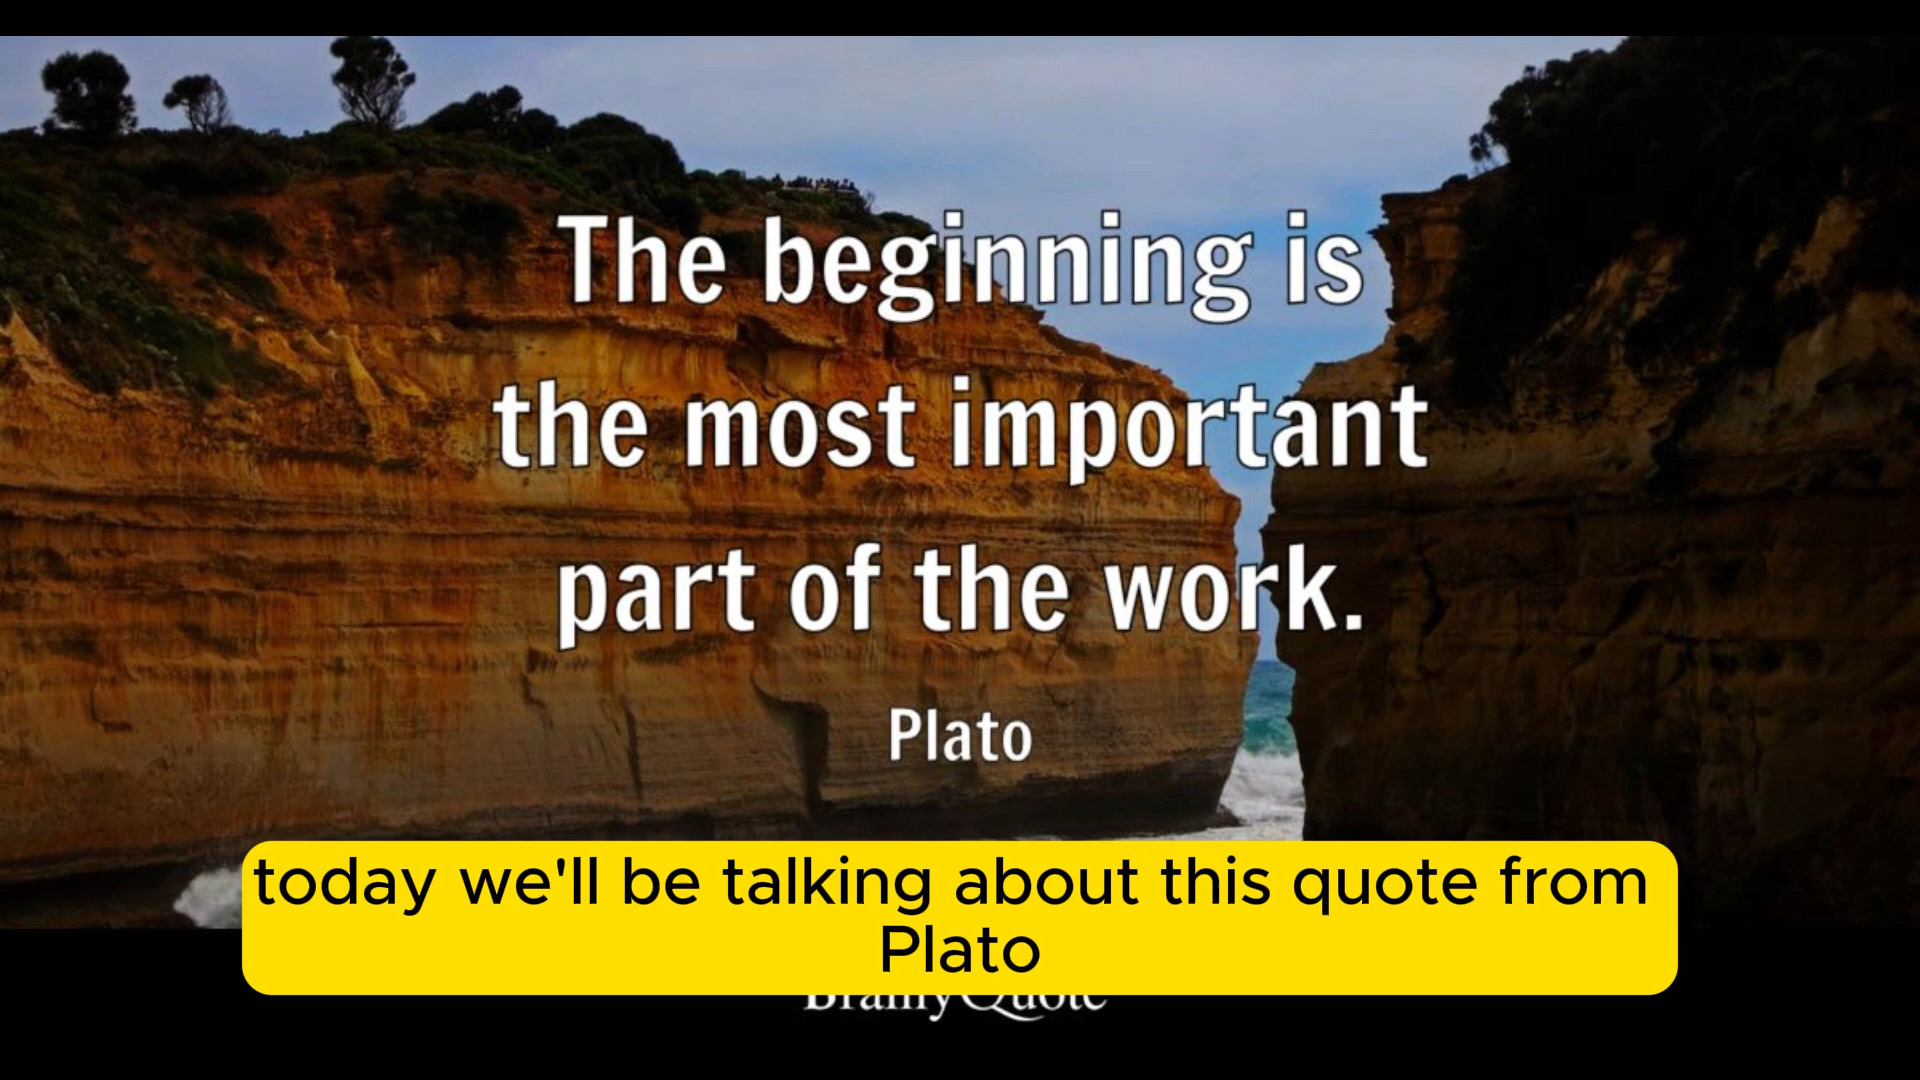 The beginning is
the most important
part of the work.
Plato
today we'll be talking about this quote from
Plato
BrainyQuote